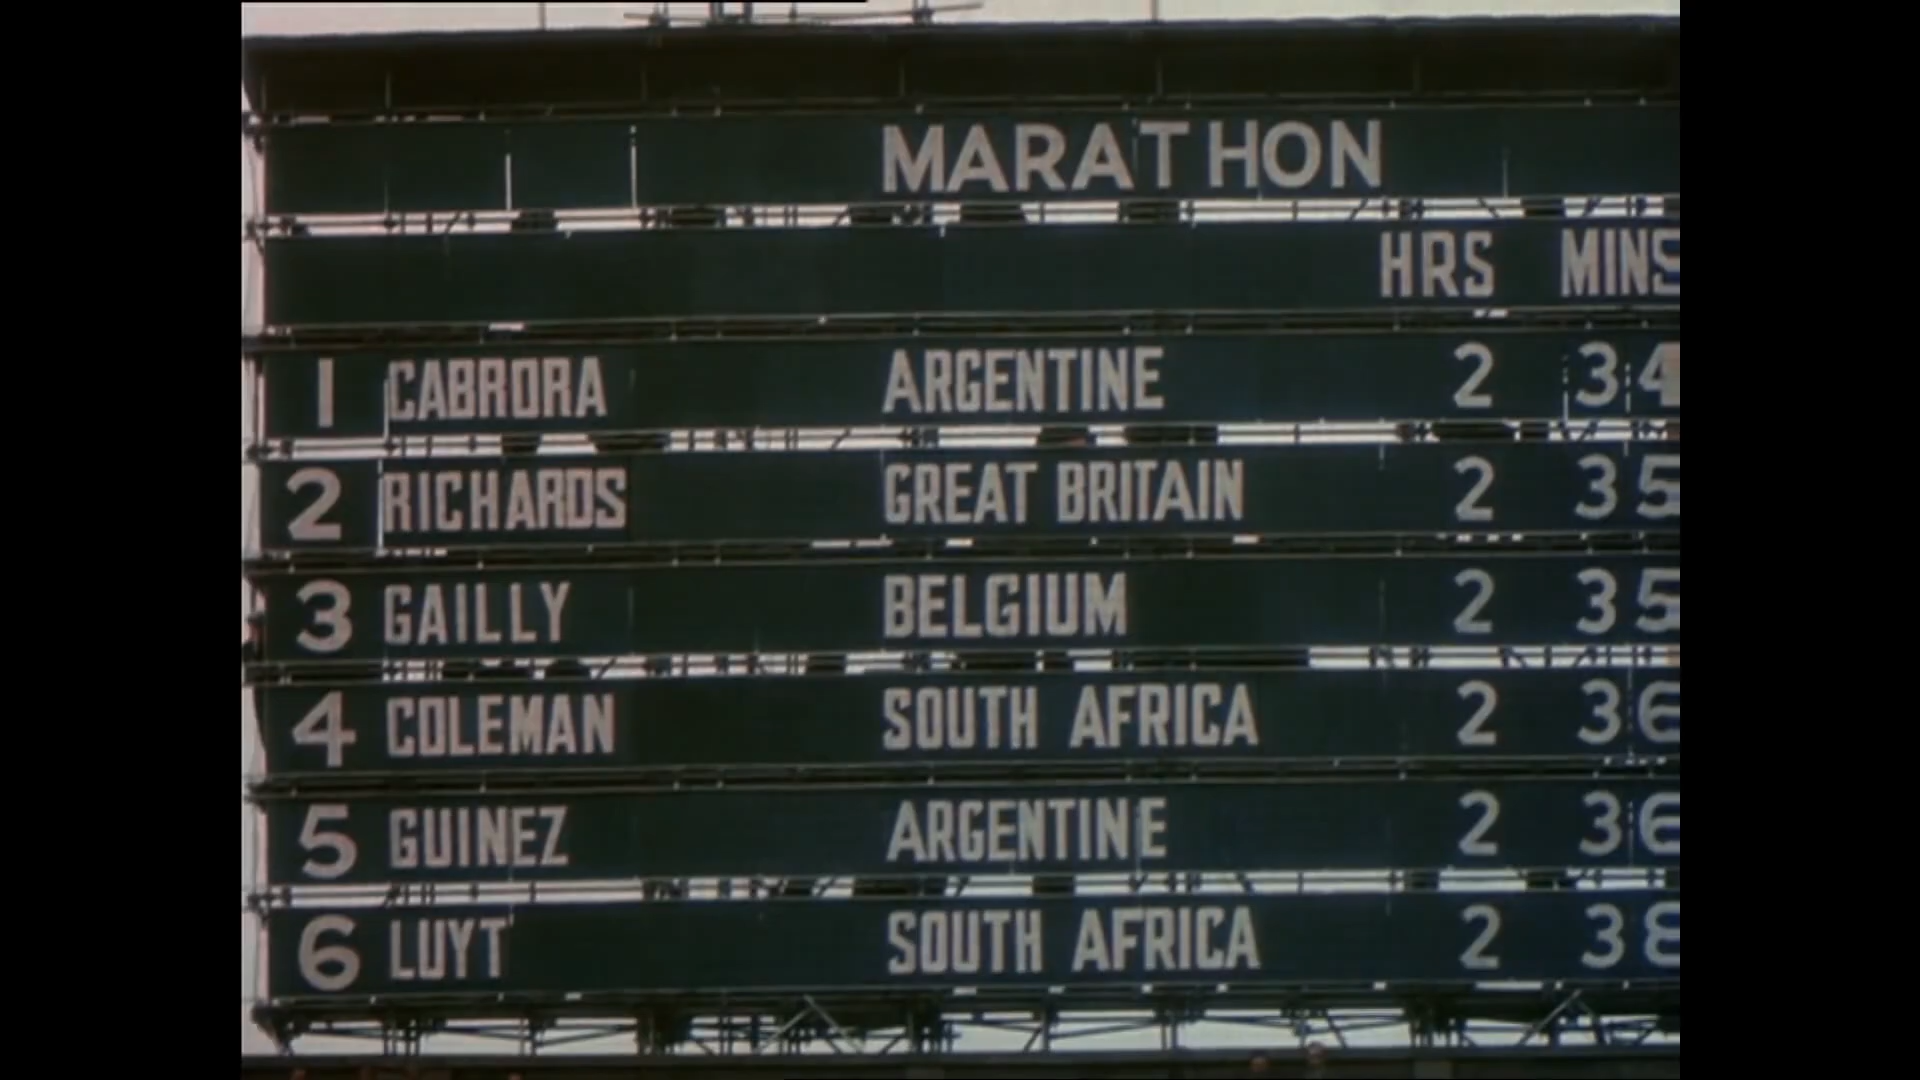 MARATHON
HRS MINS
1 CABRORA ARGENTINE 2 34
2 RICHARDS GREAT BRITAIN 2 35
3 GAILLY BELGIUM 2 35
4 COLEMAN SOUTH AFRICA 2 36
5 GUINEZ ARGENTINE 2 36
6 LUYT SOUTH AFRICA 2 38